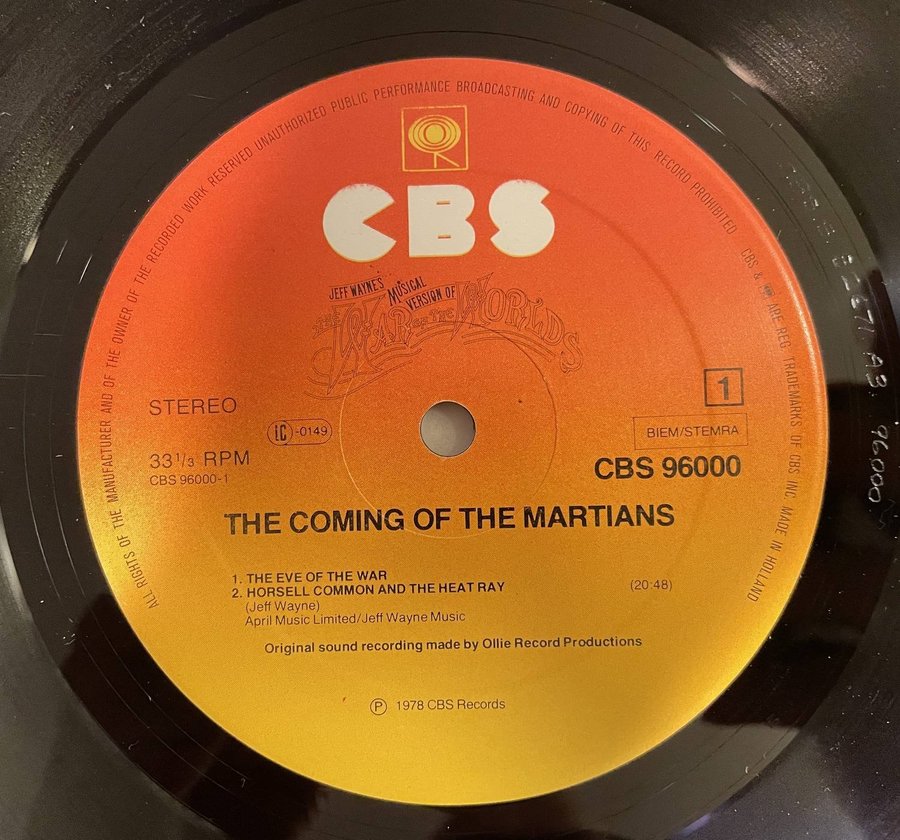 ALL RIGHTS OF THE MANUFACTURER AND OF THE OWNER OF THE RECORDED WORK RESERVED UNAUTHORIZED PUBLIC PERFORMANCE BROADCASTING AND COPYING OF THIS RECORD PROHIBITED
CBS & ARE REG TRADEMARKS OF CBS INC MADE IN HOLLAND
CBS
JEFF WAYNE'S
MUSICAL
VERSION OF
THE WAR OF THE WORLDS
STEREO
1
LC-0149
BIEM/STEMRA
33 1/3 RPM
CBS 96000
CBS 96000-1
THE COMING OF THE MARTIANS
1. THE EVE OF THE WAR
2. HORSELL COMMON AND THE HEAT RAY (20:48)
(Jeff Wayne)
April Music Limited/Jeff Wayne Music
Original sound recording made by Ollie Record Productions
℗ 1978 CBS Records
96000